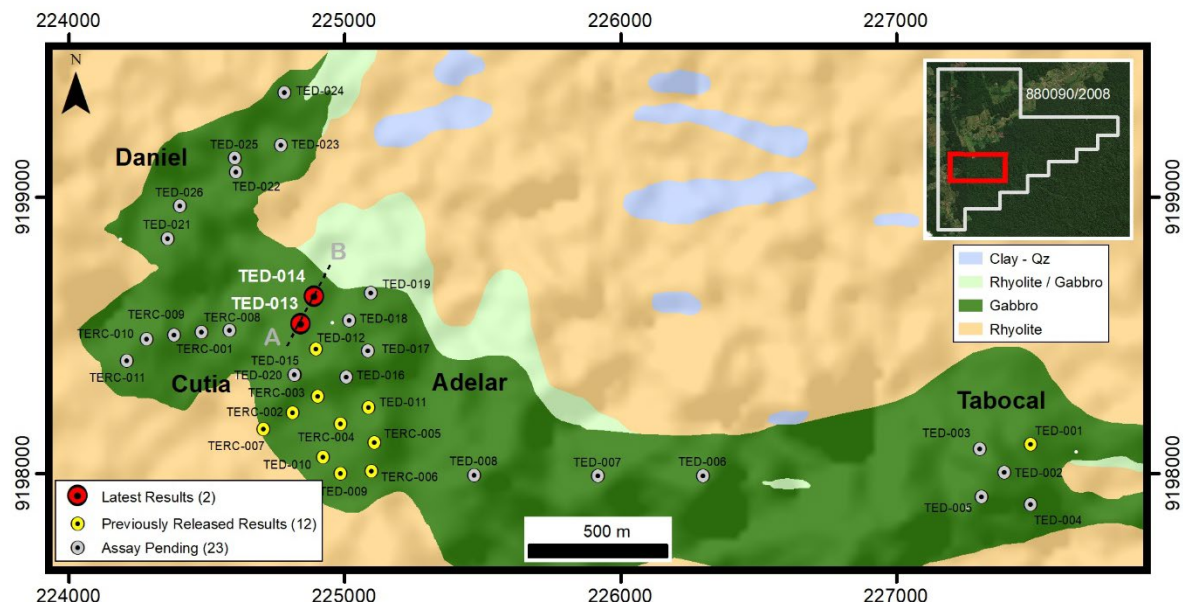 224000
225000
226000
227000
N
880090/2008
TED-024
TED-025
TED-023
Daniel
TED-022
9199000
9199000
TED-026
TED-021
B
TED-014
TED-019
TED-013
TERC-009
TERC-008
TED-018
TERC-010
A
TED-012
TERC-001
TED-015
TED-017
TERC-011
TED-020
TED-016
Cutia
TERC-003
Adelar
TERC-002
TED-011
TERC-007
TERC-004
TERC-005
TED-010
TERC-006
TED-009
TED-008
TED-007
TED-006
Tabocal
TED-003
TED-001
TED-002
TED-005
TED-004
9198000
9198000
Clay - Qz
Rhyolite / Gabbro
Gabbro
Rhyolite
Latest Results (2)
Previously Released Results (12)
Assay Pending (23)
500 m
224000
225000
226000
227000